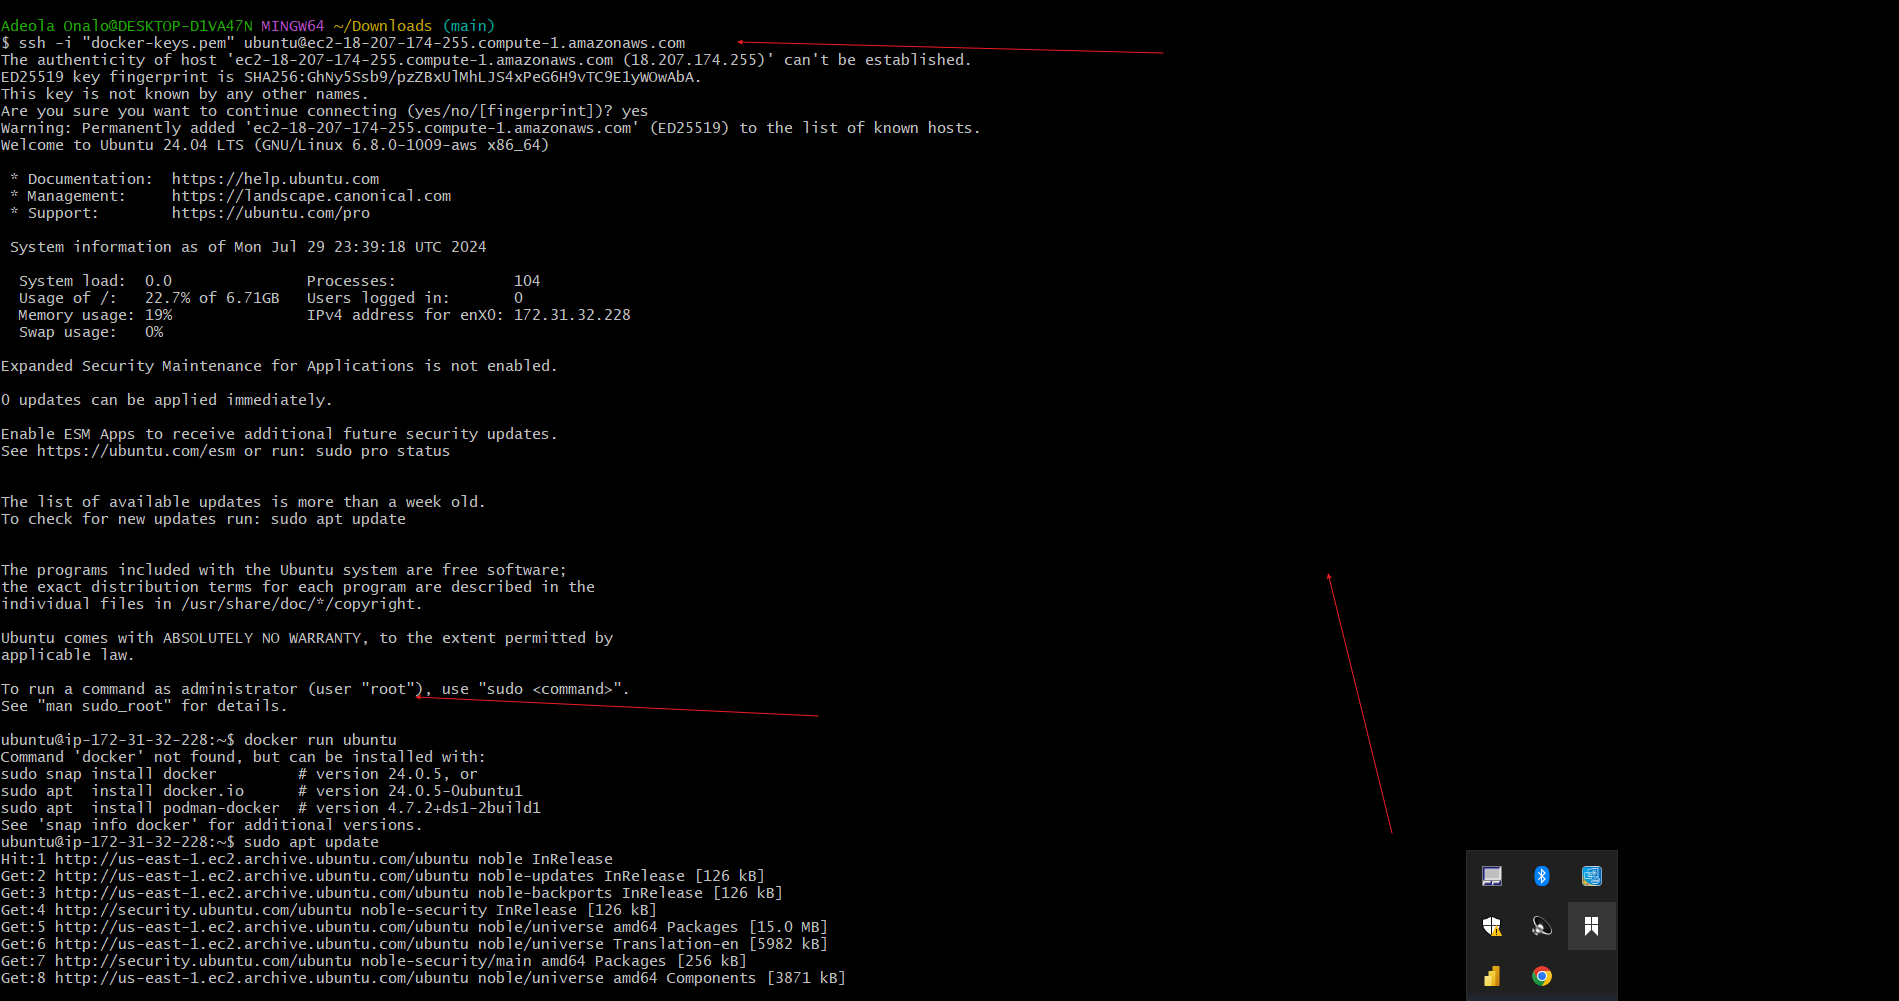 Adeola Onalo@DESKTOP-D1VA47N MINGW64 ~/Downloads (main)
$ ssh -i "docker-keys.pem" ubuntu@ec2-18-207-174-255.compute-1.amazonaws.com
The authenticity of host 'ec2-18-207-174-255.compute-1.amazonaws.com (18.207.174.255)' can't be established.
ED25519 key fingerprint is SHA256:GhNy5Ssb9/pzZBxUlMhLJS4xPeG6H9vTC9E1yWOwAbA.
This key is not known by any other names.
Are you sure you want to continue connecting (yes/no/[fingerprint])? yes
Warning: Permanently added 'ec2-18-207-174-255.compute-1.amazonaws.com' (ED25519) to the list of known hosts.
Welcome to Ubuntu 24.04 LTS (GNU/Linux 6.8.0-1009-aws x86_64)
* Documentation:  https://help.ubuntu.com
* Management:     https://landscape.canonical.com
* Support:        https://ubuntu.com/pro
System information as of Mon Jul 29 23:39:18 UTC 2024
System load:  0.0               Processes:             104
Usage of /:   22.7% of 6.71GB   Users logged in:       0
Memory usage: 19%               IPv4 address for enX0: 172.31.32.228
Swap usage:   0%
Expanded Security Maintenance for Applications is not enabled.
0 updates can be applied immediately.
Enable ESM Apps to receive additional future security updates.
See https://ubuntu.com/esm or run: sudo pro status
The list of available updates is more than a week old.
To check for new updates run: sudo apt update
The programs included with the Ubuntu system are free software;
the exact distribution terms for each program are described in the
individual files in /usr/share/doc/*/copyright.
Ubuntu comes with ABSOLUTELY NO WARRANTY, to the extent permitted by
applicable law.
To run a command as administrator (user "root"), use "sudo <command>".
See "man sudo_root" for details.
ubuntu@ip-172-31-32-228:~$ docker run ubuntu
Command 'docker' not found, but can be installed with:
sudo snap install docker         # version 24.0.5, or
sudo apt  install docker.io      # version 24.0.5-0ubuntu1
sudo apt  install podman-docker  # version 4.7.2+ds1-2build1
See 'snap info docker' for additional versions.
ubuntu@ip-172-31-32-228:~$ sudo apt update
Hit:1 http://us-east-1.ec2.archive.ubuntu.com/ubuntu noble InRelease
Get:2 http://us-east-1.ec2.archive.ubuntu.com/ubuntu noble-updates InRelease [126 kB]
Get:3 http://us-east-1.ec2.archive.ubuntu.com/ubuntu noble-backports InRelease [126 kB]
Get:4 http://security.ubuntu.com/ubuntu noble-security InRelease [126 kB]
Get:5 http://us-east-1.ec2.archive.ubuntu.com/ubuntu noble/universe amd64 Packages [15.0 MB]
Get:6 http://us-east-1.ec2.archive.ubuntu.com/ubuntu noble/universe Translation-en [5982 kB]
Get:7 http://security.ubuntu.com/ubuntu noble-security/main amd64 Packages [256 kB]
Get:8 http://us-east-1.ec2.archive.ubuntu.com/ubuntu noble/universe amd64 Components [3871 kB]